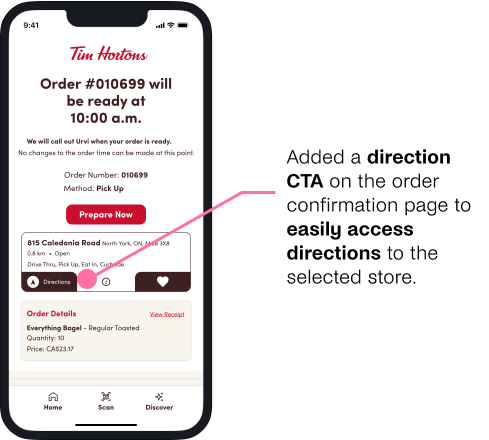 9:41
Tim Hortons
Order #010699 will
be ready at
10:00 a.m.
We will call out Urvi when your order is ready.
No changes to the order time can be made at this point.
Order Number: 010699
Method: Pick Up
Prepare Now
815 Caledonia Road North York, ON, M6B 3X8
0.6 km • Open
Drive Thru, Pick Up, Eat In, Curbside
Directions
Order Details View Receipt
Everything Bagel - Regular Toasted
Quantity: 10
Price: CA$23.17
Home Scan Discover
Added a direction
CTA on the order
confirmation page to
easily access
directions to the
selected store.